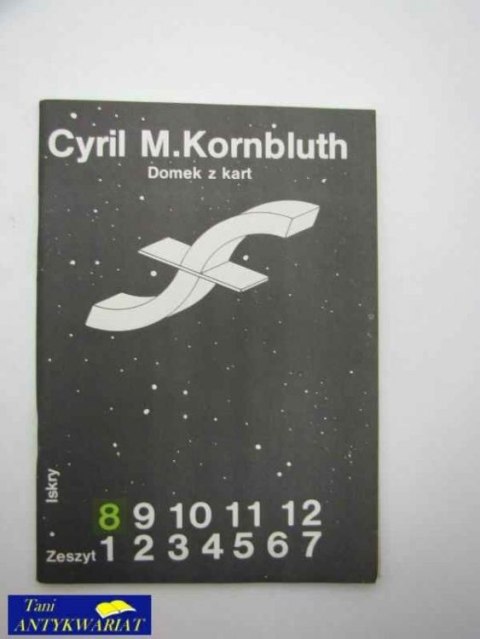 Cyril M.Kornbluth
Domek z kart
f
Iskry
8 9 10 11 12
Zeszyt 1 2 3 4 5 6 7
Tani
ANTYKWARIAT